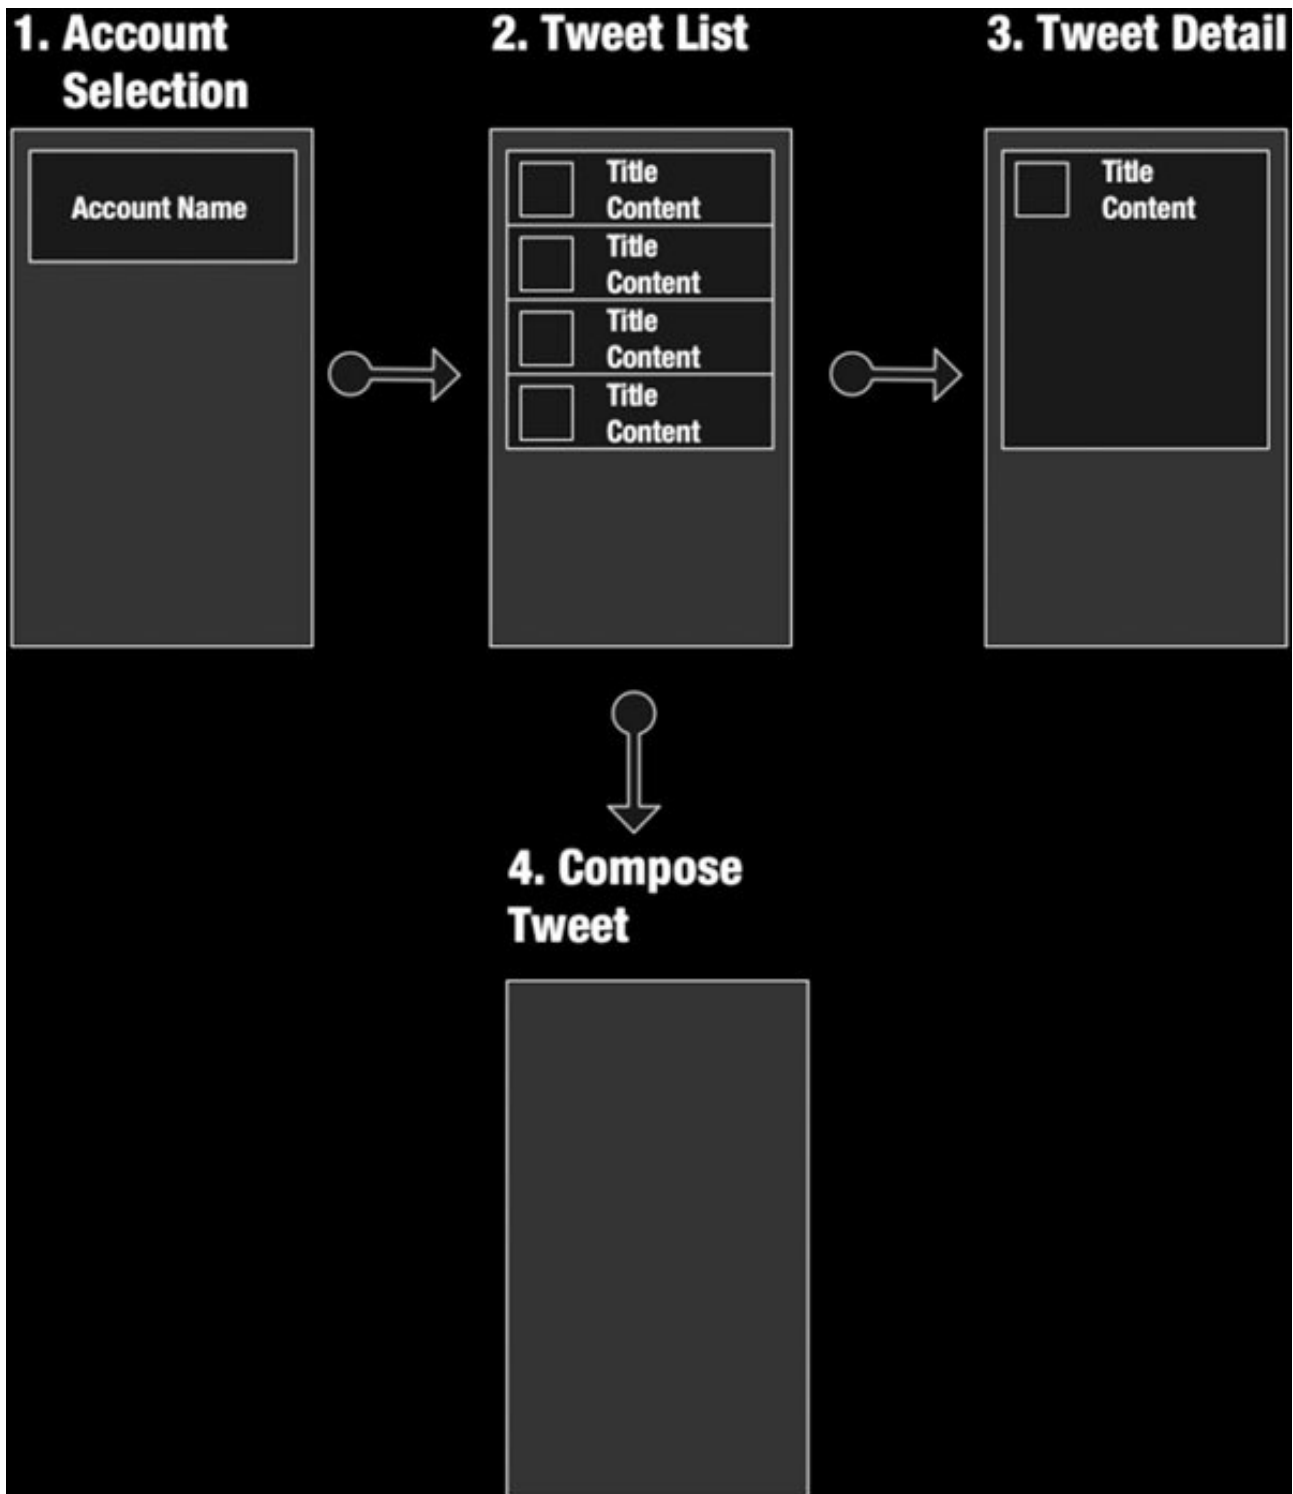 1. Account
Selection
Account Name
2. Tweet List
Title
Content
Title
Content
Title
Content
Title
Content
3. Tweet Detail
Title
Content
4. Compose
Tweet